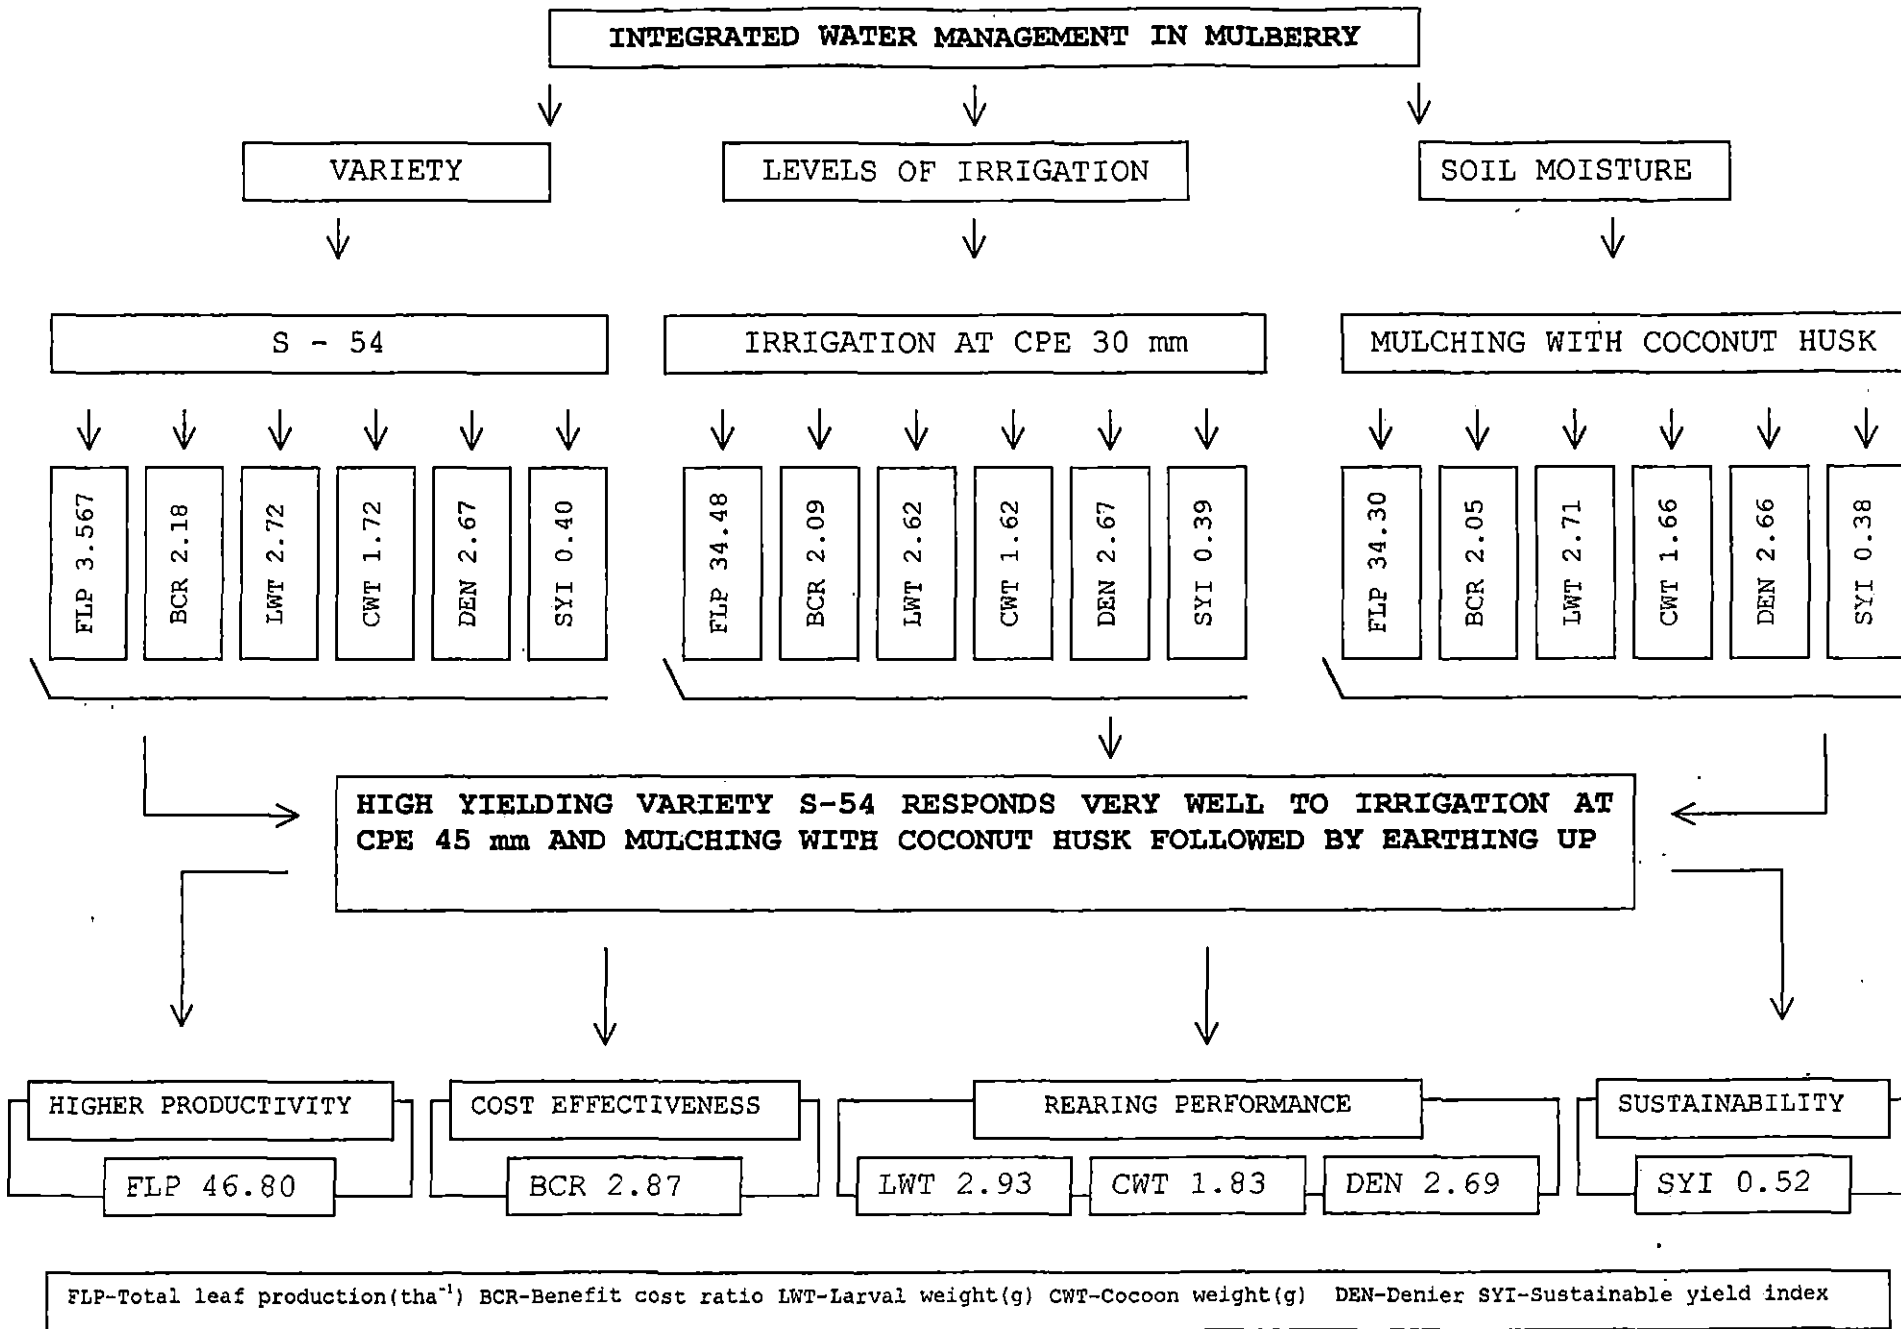 INTEGRATED WATER MANAGEMENT IN MULBERRY
VARIETY
LEVELS OF IRRIGATION
SOIL MOISTURE
S - 54
IRRIGATION AT CPE 30 mm
MULCHING WITH COCONUT HUSK
FLP 3.567
BCR 2.18
LWT 2.72
CWT 1.72
DEN 2.67
SYI 0.40
FLP 34.48
BCR 2.09
LWT 2.62
CWT 1.62
DEN 2.67
SYI 0.39
FLP 34.30
BCR 2.05
LWT 2.71
CWT 1.66
DEN 2.66
SYI 0.38
HIGH YIELDING VARIETY S-54 RESPONDS VERY WELL TO IRRIGATION AT
CPE 45 mm AND MULCHING WITH COCONUT HUSK FOLLOWED BY EARTHING UP
HIGHER PRODUCTIVITY
COST EFFECTIVENESS
REARING PERFORMANCE
SUSTAINABILITY
FLP 46.80
BCR 2.87
LWT 2.93
CWT 1.83
DEN 2.69
SYI 0.52
FLP-Total leaf production(tha⁻¹) BCR-Benefit cost ratio LWT-Larval weight(g) CWT-Cocoon weight(g) DEN-Denier SYI-Sustainable yield index